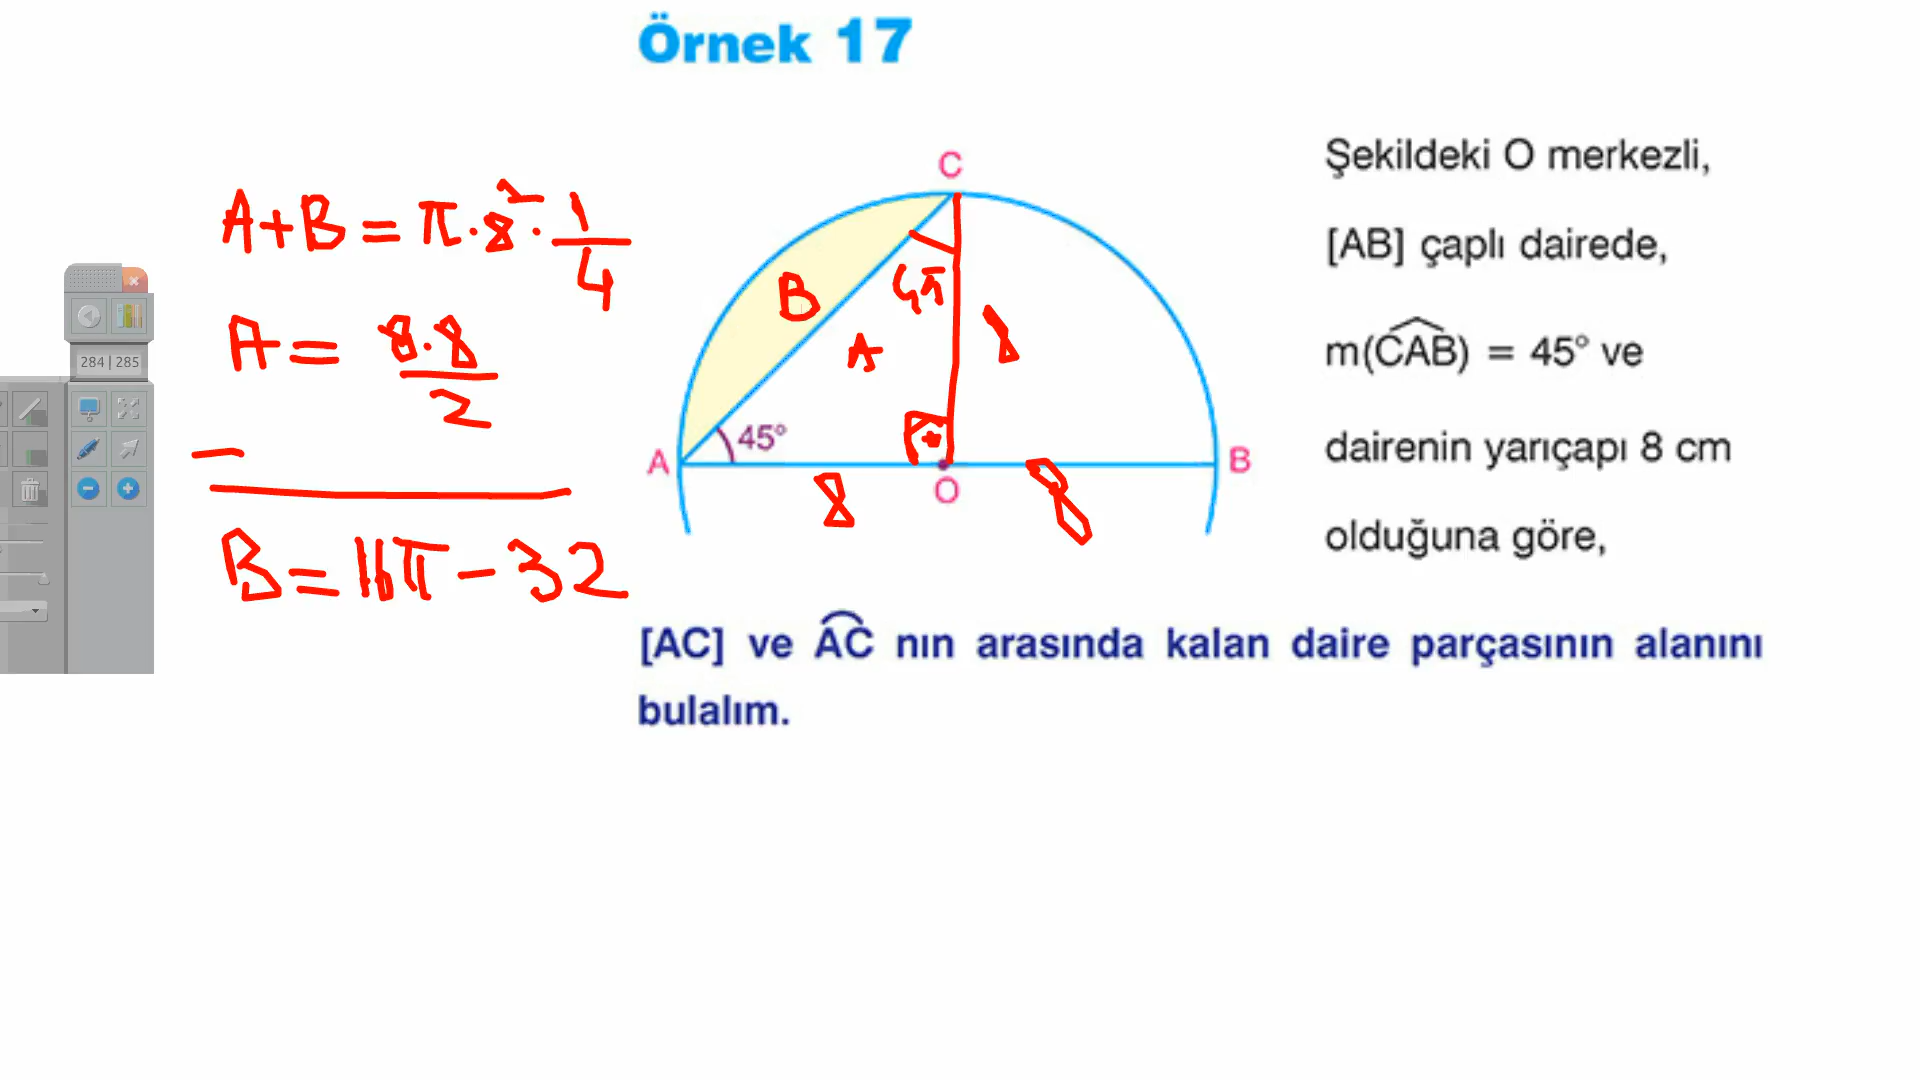 Örnek 17
A+B = π·8²·1/4
A = 8·8/2
—
B = 16π - 32
C
B
A
45
8
45°
A
O
B
8
8
Şekildeki O merkezli,
[AB] çaplı dairede,
m(CAB) = 45° ve
dairenin yarıçapı 8 cm
olduğuna göre,
[AC] ve AC nın arasında kalan daire parçasının alanını
bulalım.
284 | 285